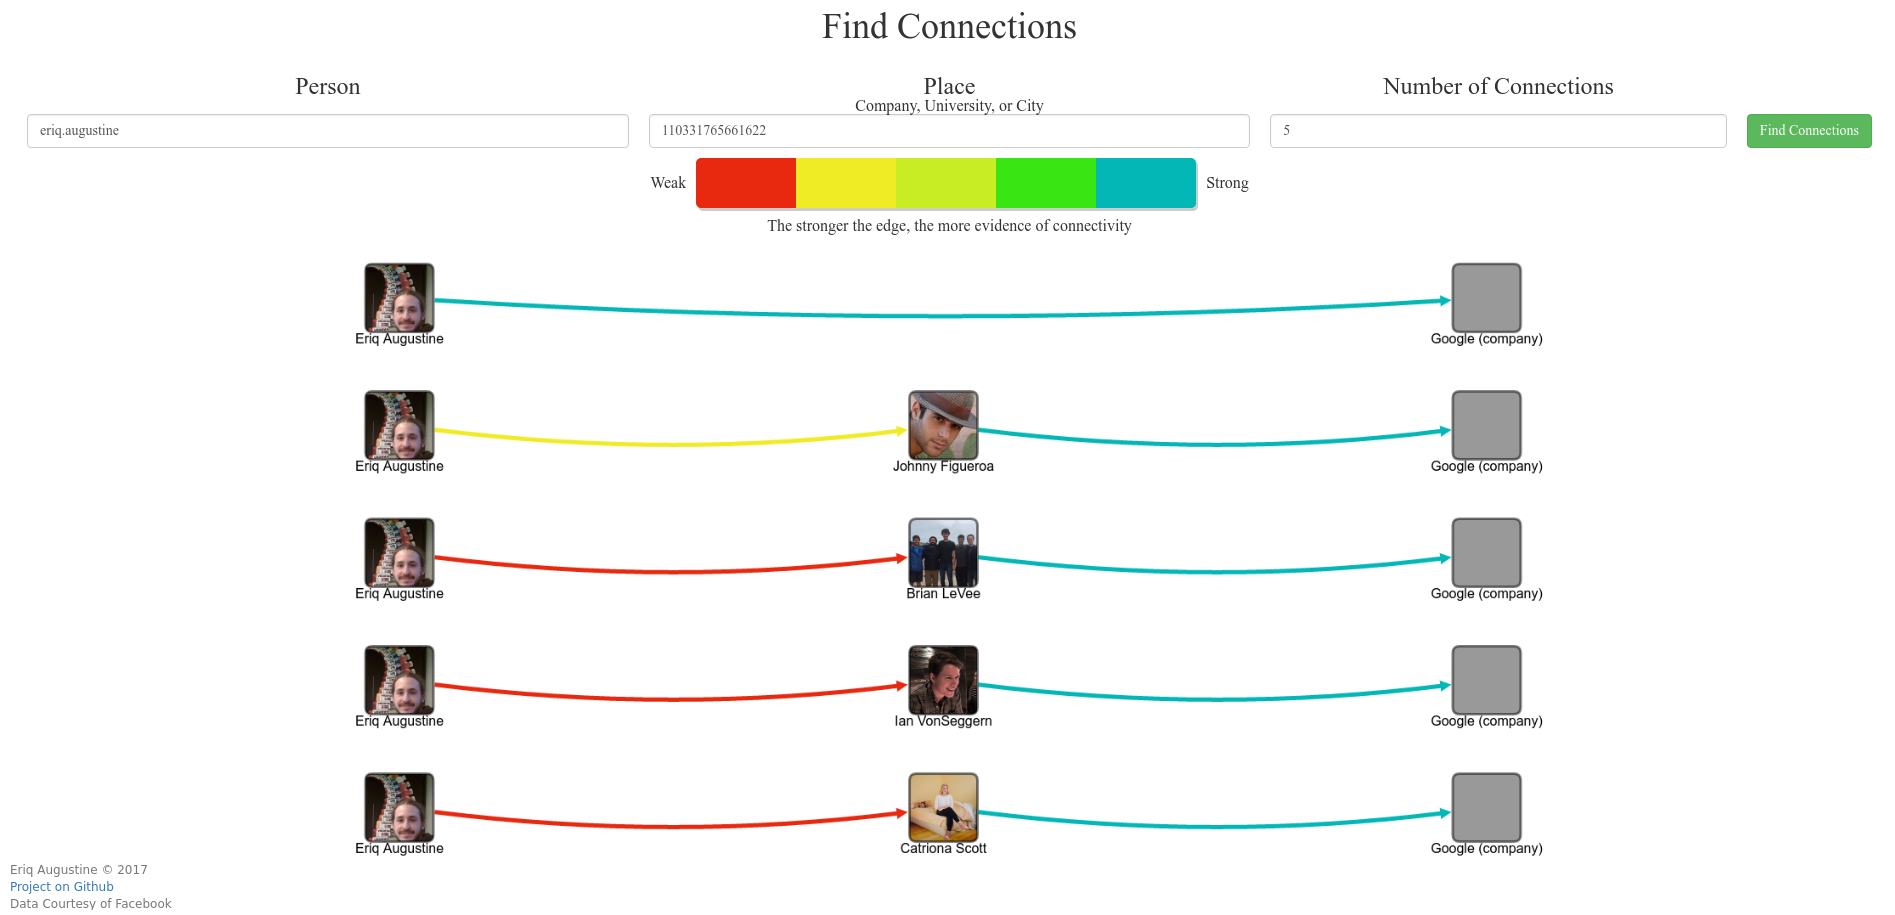 Find Connections
Person
Place
Number of Connections
Company, University, or City
eriq.augustine
110331765661622
5
Find Connections
Weak
Strong
The stronger the edge, the more evidence of connectivity
Eriq Augustine
Google (company)
Eriq Augustine
Johnny Figueroa
Google (company)
Eriq Augustine
Brian LeVee
Google (company)
Eriq Augustine
Ian VonSeggern
Google (company)
Eriq Augustine
Catriona Scott
Google (company)
Eriq Augustine © 2017
Project on Github
Data Courtesy of Facebook